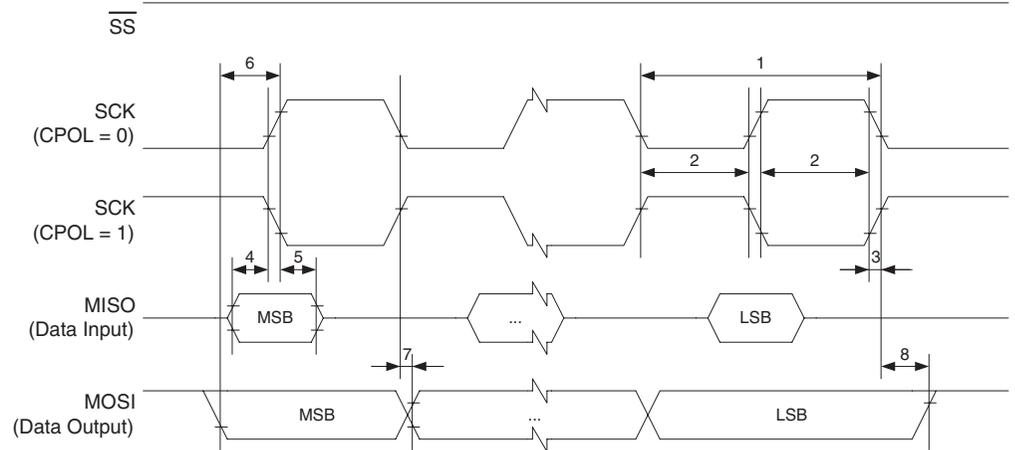 SS
6
1
SCK
(CPOL = 0)
2
2
SCK
(CPOL = 1)
4
5
3
MISO
(Data Input)
MSB
...
LSB
7
8
MOSI
(Data Output)
MSB
...
LSB